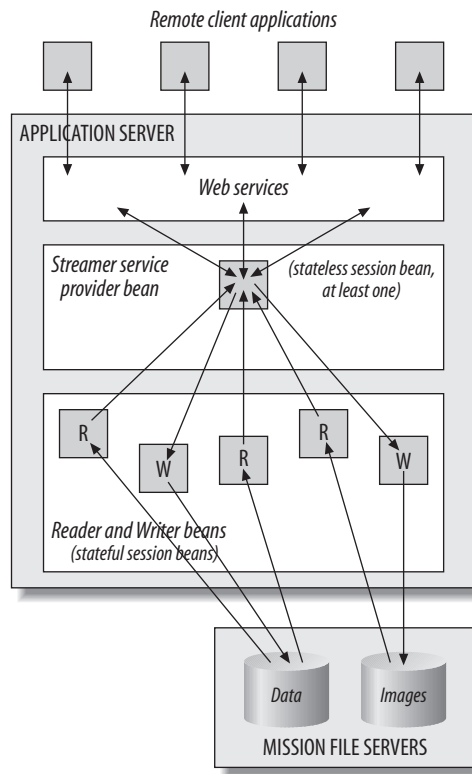 Remote client applications
APPLICATION SERVER
Web services
Streamer service
provider bean
(stateless session bean,
at least one)
R
W
R
R
W
Reader and Writer beans
(stateful session beans)
Data
Images
MISSION FILE SERVERS